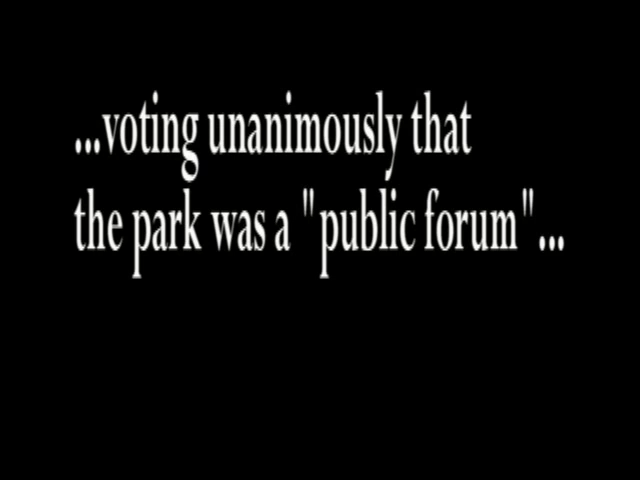 ...voting unanimously that
the park was a "public forum"...